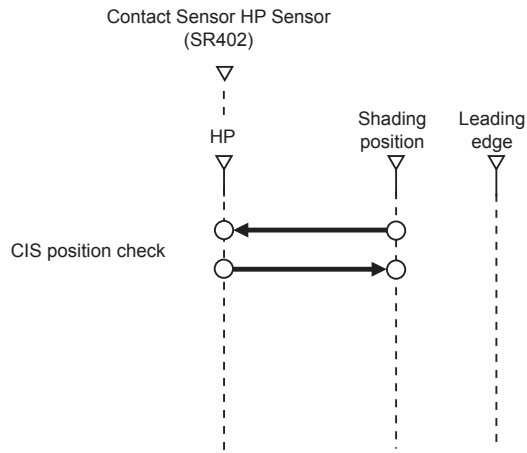 Contact Sensor HP Sensor
(SR402)
HP
Shading
position
Leading
edge
CIS position check